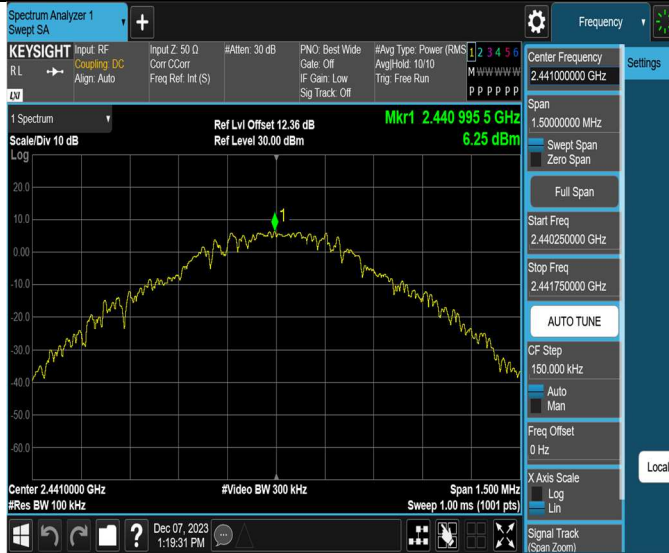 Spectrum Analyzer 1
Swept SA
+
Frequency
KEYSIGHT
RL
LXI
Input: RF
Coupling: DC
Align: Auto
Input Z: 50 Ω
Corr CCorr
Freq Ref: Int (S)
#Atten: 30 dB
PNO: Best Wide
Gate: Off
IF Gain: Low
Sig Track: Off
#Avg Type: Power (RMS
Avg|Hold: 10/10
Trig: Free Run
1 2 3 4 5 6
M W W W W W
P P P P P P
1 Spectrum
Scale/Div 10 dB
Log
Ref Lvl Offset 12.36 dB
Ref Level 30.00 dBm
Mkr1 2.440 995 5 GHz
6.25 dBm
20.0
10.0
1
0.00
-10.0
-20.0
-30.0
-40.0
-50.0
-60.0
Center 2.4410000 GHz
#Res BW 100 kHz
#Video BW 300 kHz
Span 1.500 MHz
Sweep 1.00 ms (1001 pts)
?
Dec 07, 2023
1:19:31 PM
Center Frequency
2.441000000 GHz
Span
1.50000000 MHz
Swept Span
Zero Span
Full Span
Start Freq
2.440250000 GHz
Stop Freq
2.441750000 GHz
AUTO TUNE
CF Step
150.000 kHz
Auto
Man
Freq Offset
0 Hz
X Axis Scale
Log
Lin
Signal Track
(Span Zoom)
Settings
Local